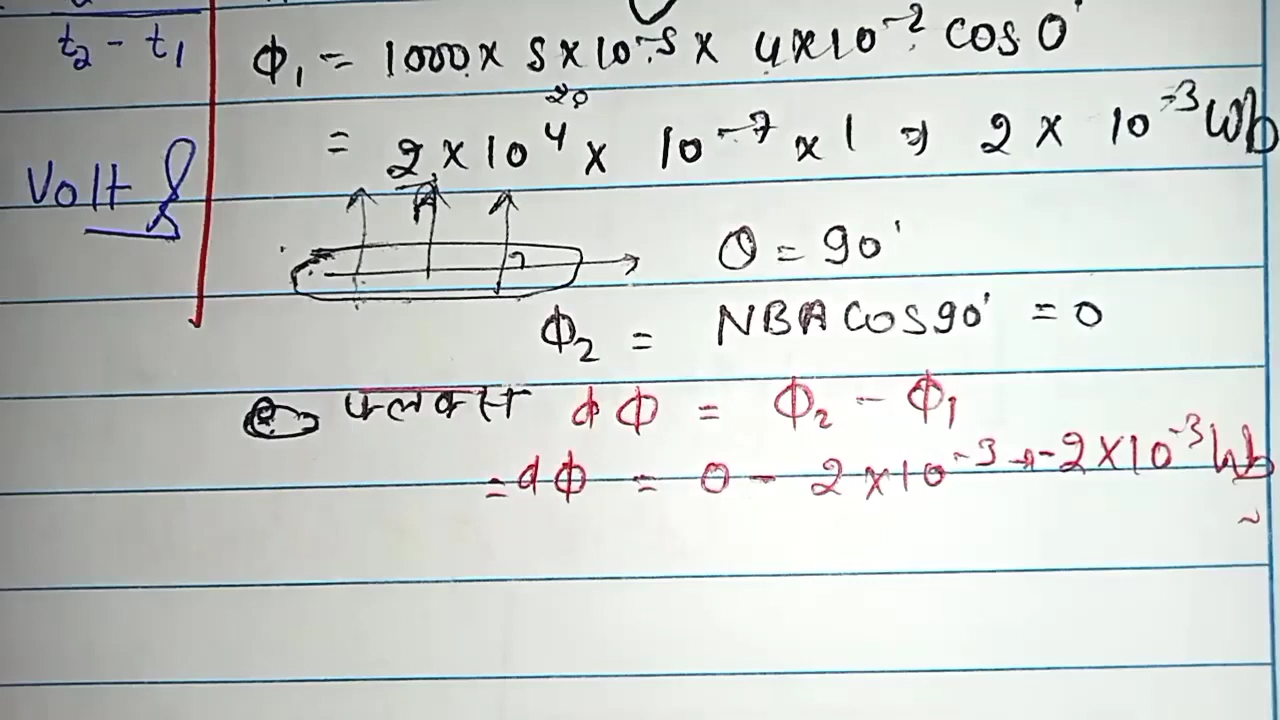 t₂ - t₁
Volt
Φ₁ = 1000 x 5 x 10⁻⁵ x 4 x 10⁻² cos 0°
20
= 2 x 10⁴ x 10⁻⁷ x 1 ⇒ 2 x 10⁻³ Wb
A
θ = 90°
Φ₂ = NBA cos 90° = 0
फ्लक्स dΦ = Φ₂ - Φ₁
= dΦ = 0 - 2 x 10⁻³ → -2 x 10⁻³ Wb